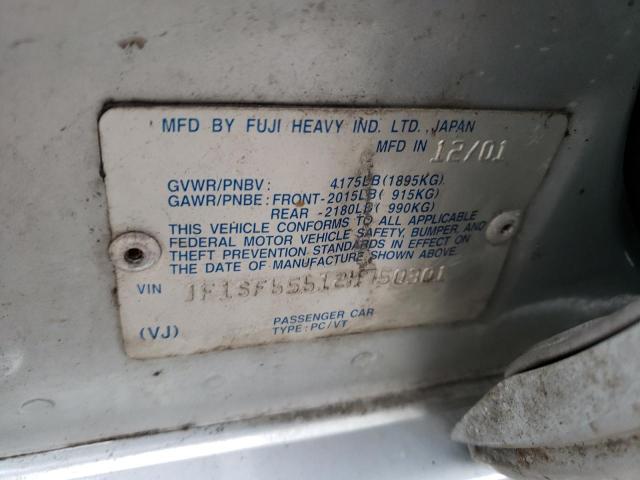 MFD BY FUJI HEAVY IND. LTD. JAPAN
MFD IN 12/01
GVWR/PNBV: 4175LB(1895KG)
GAWR/PNBE: FRONT-2015LB( 915KG)
REAR -2180LB( 990KG)
THIS VEHICLE CONFORMS TO ALL APPLICABLE
FEDERAL MOTOR VEHICLE SAFETY, BUMPER, AND
THEFT PREVENTION STANDARDS IN EFFECT ON
THE DATE OF MANUFACTURE SHOWN ABOVE.
VIN
(VJ)
PASSENGER CAR
TYPE: PC/VT